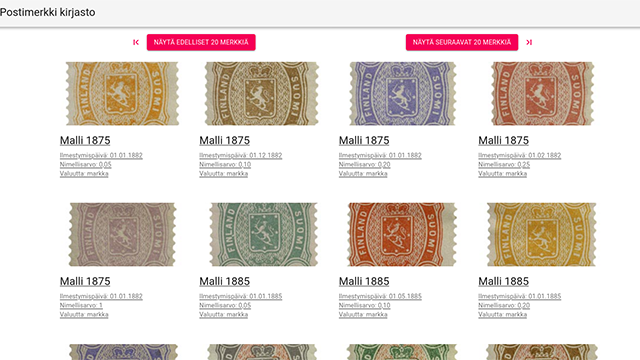 Postimerkki kirjasto
NÄYTÄ EDELLISET 20 MERKKIÄ
NÄYTÄ SEURAAVAT 20 MERKKIÄ
FINLAND SUOMI
FINLAND SUOMI
FINLAND SUOMI
FINLAND SUOMI
Malli 1875
Ilmestymispäivä: 01.01.1882
Nimellisarvo: 0,05
Valuutta: markka
Malli 1875
Ilmestymispäivä: 01.12.1882
Nimellisarvo: 0,10
Valuutta: markka
Malli 1875
Ilmestymispäivä: 01.01.1882
Nimellisarvo: 0,20
Valuutta: markka
Malli 1875
Ilmestymispäivä: 01.02.1882
Nimellisarvo: 0,25
Valuutta: markka
FINLAND SUOMI
FINLAND SUOMI
FINLAND SUOMI
FINLAND SUOMI
Malli 1875
Ilmestymispäivä: 01.01.1882
Nimellisarvo: 1
Valuutta: markka
Malli 1885
Ilmestymispäivä: 01.01.1885
Nimellisarvo: 0,05
Valuutta: markka
Malli 1885
Ilmestymispäivä: 01.05.1885
Nimellisarvo: 0,10
Valuutta: markka
Malli 1885
Ilmestymispäivä: 01.01.1885
Nimellisarvo: 0,20
Valuutta: markka